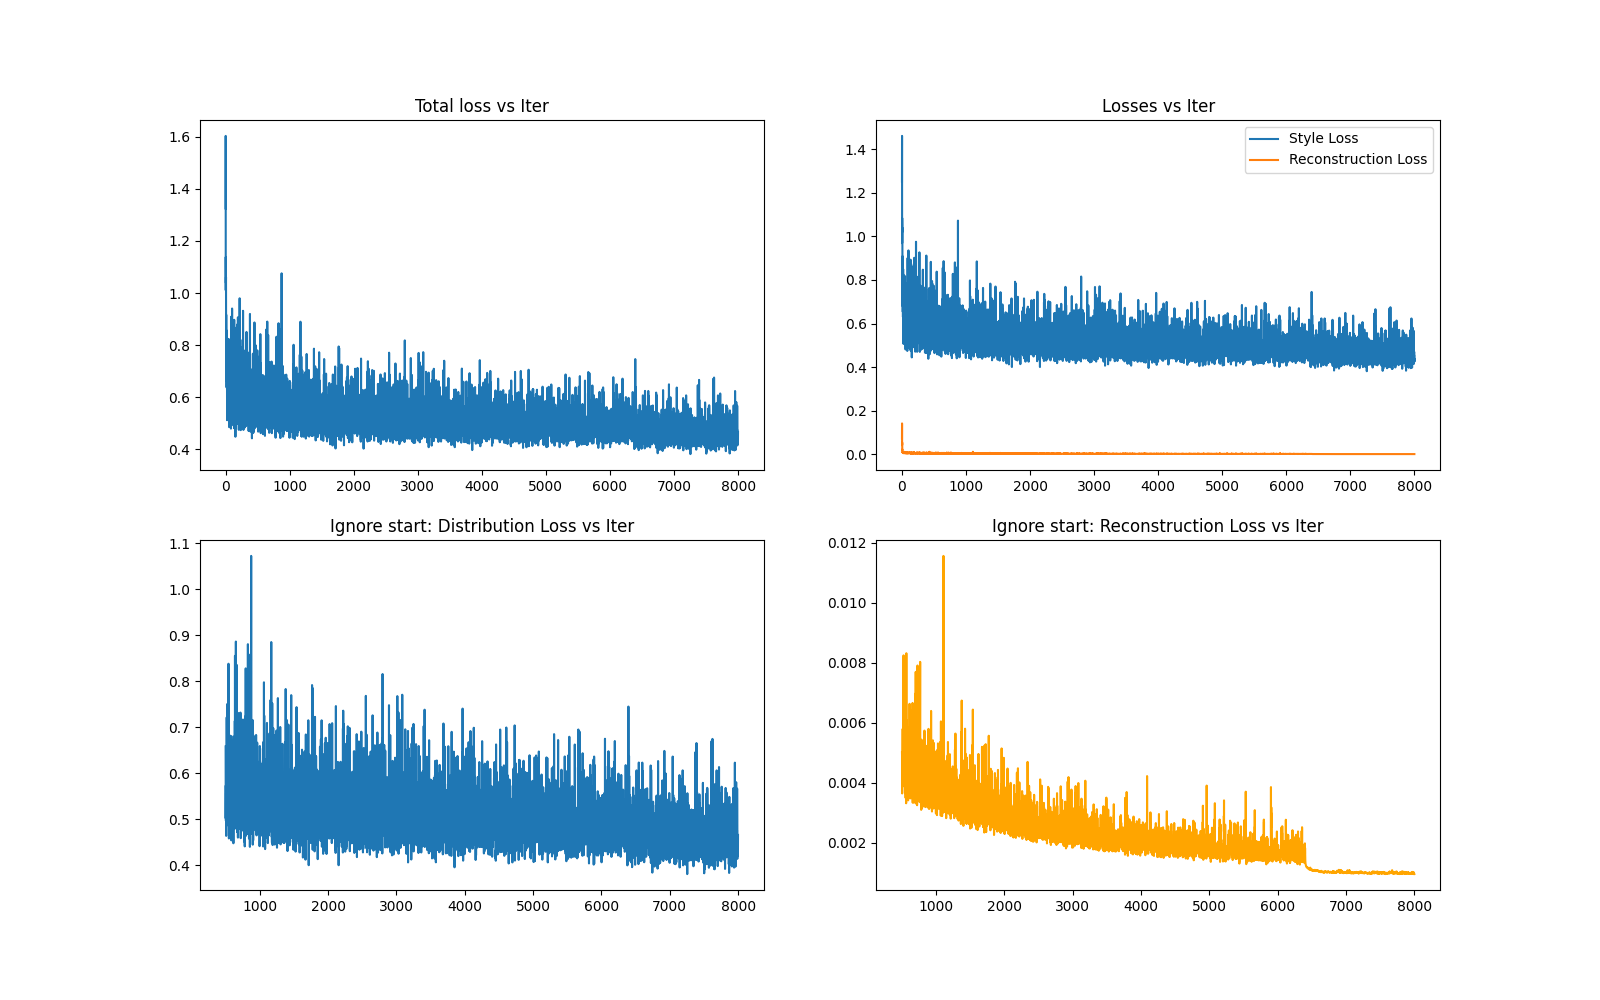 Total loss vs Iter
1.6
1.4
1.2
1.0
0.8
0.6
0.4
0 1000 2000 3000 4000 5000 6000 7000 8000
Losses vs Iter
Style Loss
Reconstruction Loss
1.4
1.2
1.0
0.8
0.6
0.4
0.2
0.0
0 1000 2000 3000 4000 5000 6000 7000 8000
Ignore start: Distribution Loss vs Iter
1.1
1.0
0.9
0.8
0.7
0.6
0.5
0.4
1000 2000 3000 4000 5000 6000 7000 8000
Ignore start: Reconstruction Loss vs Iter
0.012
0.010
0.008
0.006
0.004
0.002
1000 2000 3000 4000 5000 6000 7000 8000